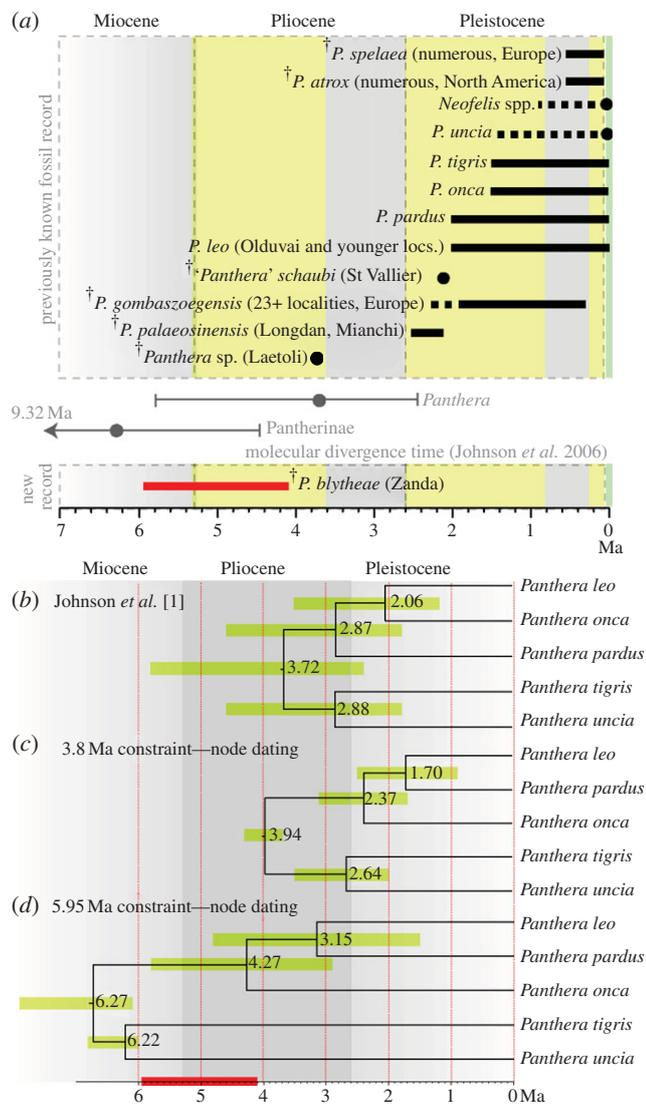 (a)
Miocene Pliocene Pleistocene
previously known fossil record
†P. spelaea (numerous, Europe)
†P. atrox (numerous, North America)
Neofelis spp.
P. uncia
P. tigris
P. onca
P. pardus
P. leo (Olduvai and younger locs.)
†‘Panthera’ schaubi (St Vallier)
†P. gombaszoegensis (23+ localities, Europe)
†P. palaeosinensis (Longdan, Mianchi)
†Panthera sp. (Laetoli)
Panthera
9.32 Ma
Pantherinae
molecular divergence time (Johnson et al. 2006)
new
record
†P. blytheae (Zanda)
7 6 5 4 3 2 1 0
Ma
Miocene Pliocene Pleistocene
(b) Johnson et al. [1]
Panthera leo
2.06
Panthera onca
2.87
Panthera pardus
3.72
Panthera tigris
2.88
Panthera uncia
(c) 3.8 Ma constraint—node dating
Panthera leo
1.70
Panthera pardus
2.37
Panthera onca
3.94
Panthera tigris
2.64
Panthera uncia
(d) 5.95 Ma constraint—node dating
Panthera leo
3.15
Panthera pardus
4.27
Panthera onca
6.27
Panthera tigris
6.22
Panthera uncia
6 5 4 3 2 1 0 Ma